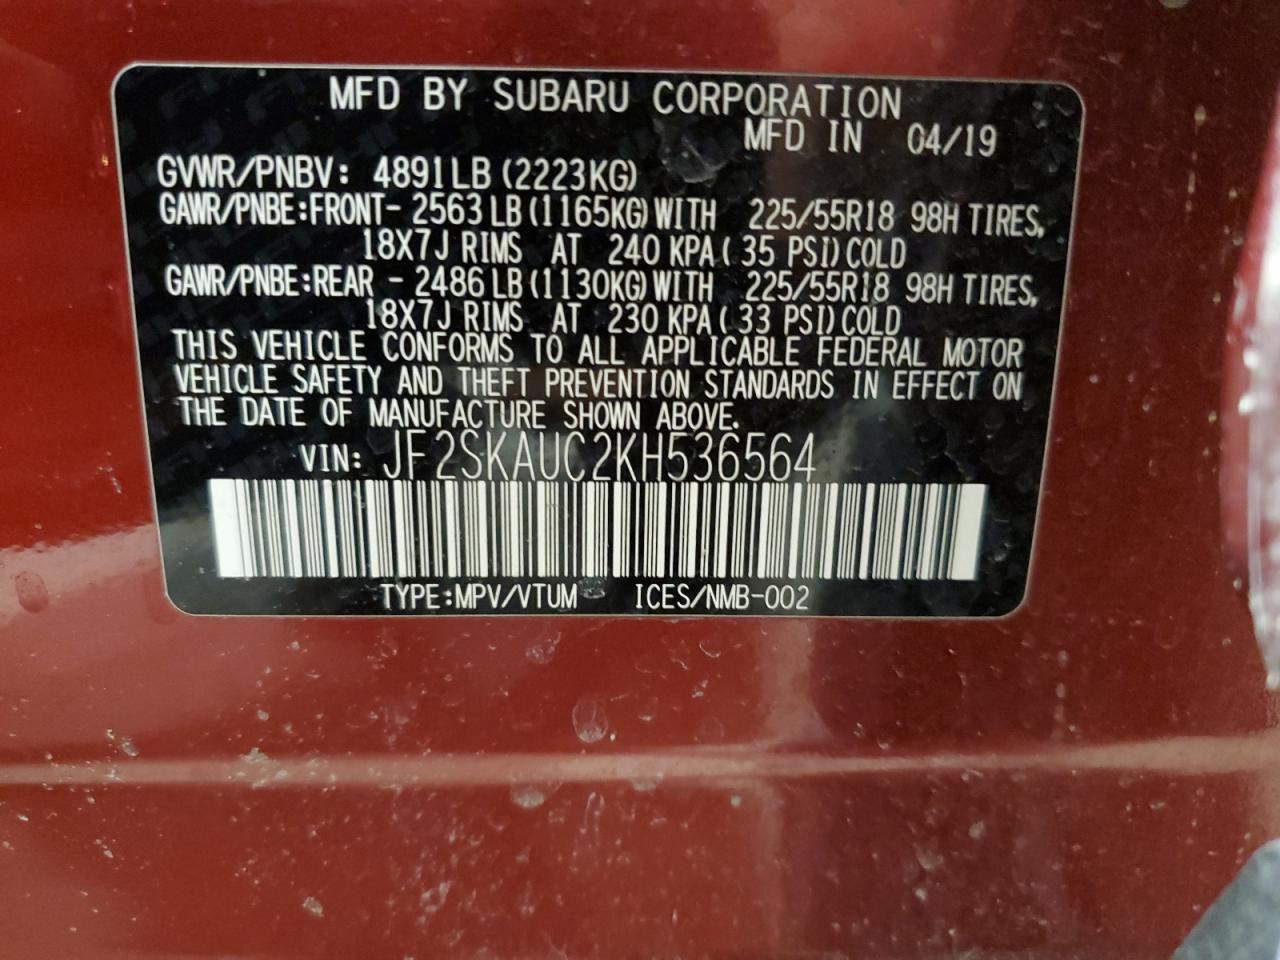 MFD BY SUBARU CORPORATION
MFD IN 04/19
GVWR/PNBV: 4891LB (2223KG)
GAWR/PNBE:FRONT- 2563 LB (1165KG) WITH 225/55R18 98H TIRES,
18X7J RIMS AT 240 KPA ( 35 PSI) COLD
GAWR/PNBE:REAR - 2486 LB (1130KG) WITH 225/55R18 98H TIRES,
18X7J RIMS AT 230 KPA ( 33 PSI) COLD
THIS VEHICLE CONFORMS TO ALL APPLICABLE FEDERAL MOTOR
VEHICLE SAFETY AND THEFT PREVENTION STANDARDS IN EFFECT ON
THE DATE OF MANUFACTURE SHOWN ABOVE.
VIN: JF2SKAUC2KH536564
TYPE:MPV/VTUM ICES/NMB-002